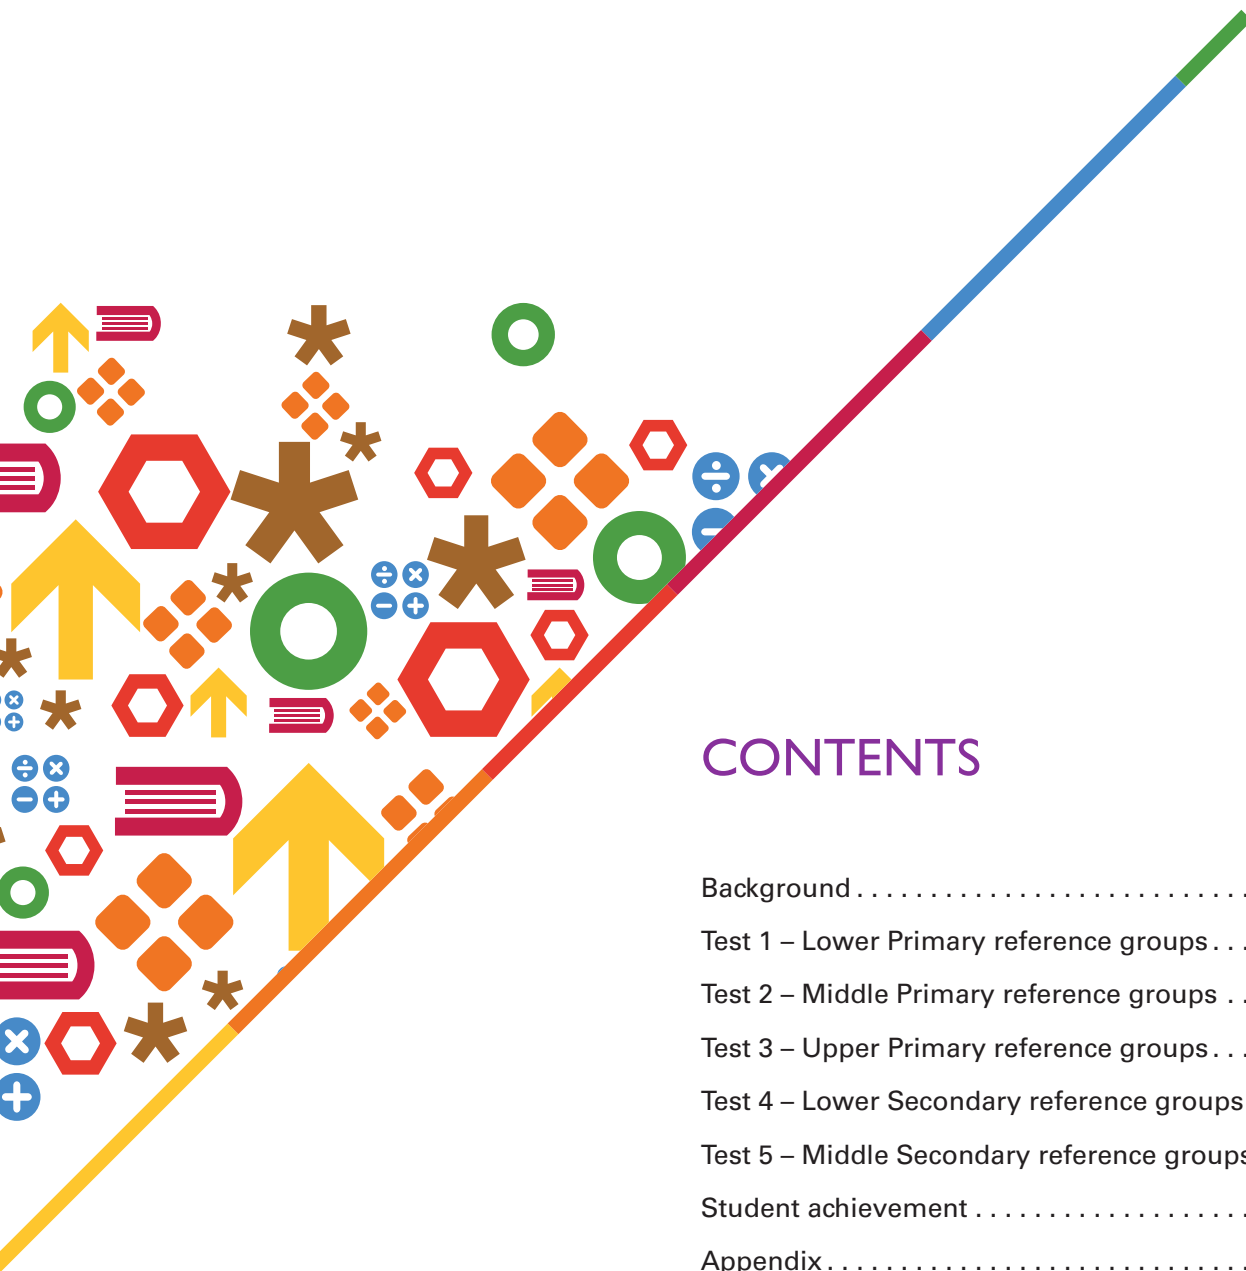 CONTENTS
Background . . . . . . . . . . . . . . . . . . . . . . . . . . .
Test 1 – Lower Primary reference groups . . .
Test 2 – Middle Primary reference groups . .
Test 3 – Upper Primary reference groups . . .
Test 4 – Lower Secondary reference groups
Test 5 – Middle Secondary reference groups
Student achievement . . . . . . . . . . . . . . . . . . .
Appendix . . . . . . . . . . . . . . . . . . . . . . . . . . . . .